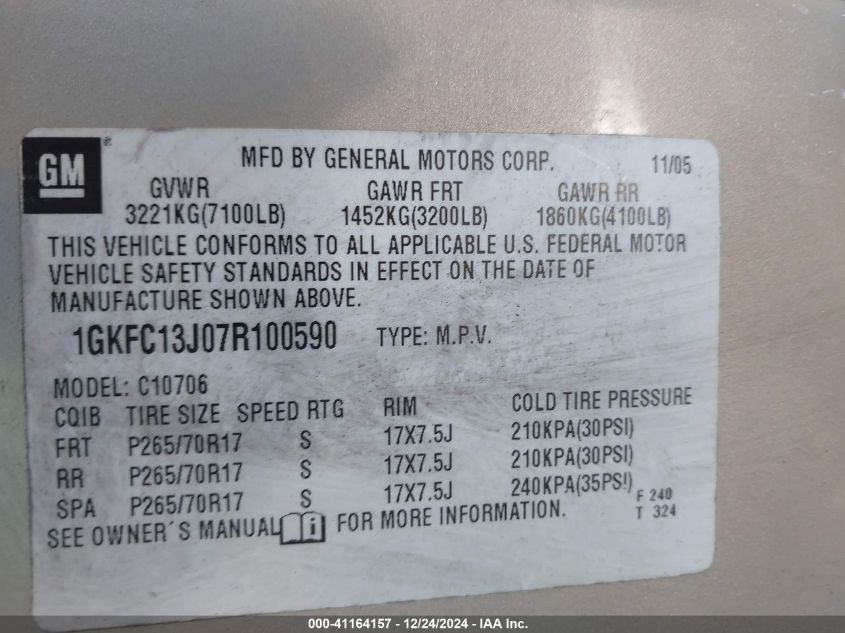 GM ®
MFD BY GENERAL MOTORS CORP. 11/05
GVWR GAWR FRT GAWR RR
3221KG(7100LB) 1452KG(3200LB) 1860KG(4100LB)
THIS VEHICLE CONFORMS TO ALL APPLICABLE U.S. FEDERAL MOTOR
VEHICLE SAFETY STANDARDS IN EFFECT ON THE DATE OF
MANUFACTURE SHOWN ABOVE.
1GKFC13J07R100590 TYPE: M.P.V.
MODEL: C10706
CQIB TIRE SIZE SPEED RTG RIM COLD TIRE PRESSURE
FRT P265/70R17 S 17X7.5J 210KPA(30PSI)
RR P265/70R17 S 17X7.5J 210KPA(30PSI)
SPA P265/70R17 S 17X7.5J 240KPA(35PSI)
SEE OWNER´S MANUAL i FOR MORE INFORMATION.
F 240
T 324
000-41164157 - 12/24/2024 - IAA Inc.